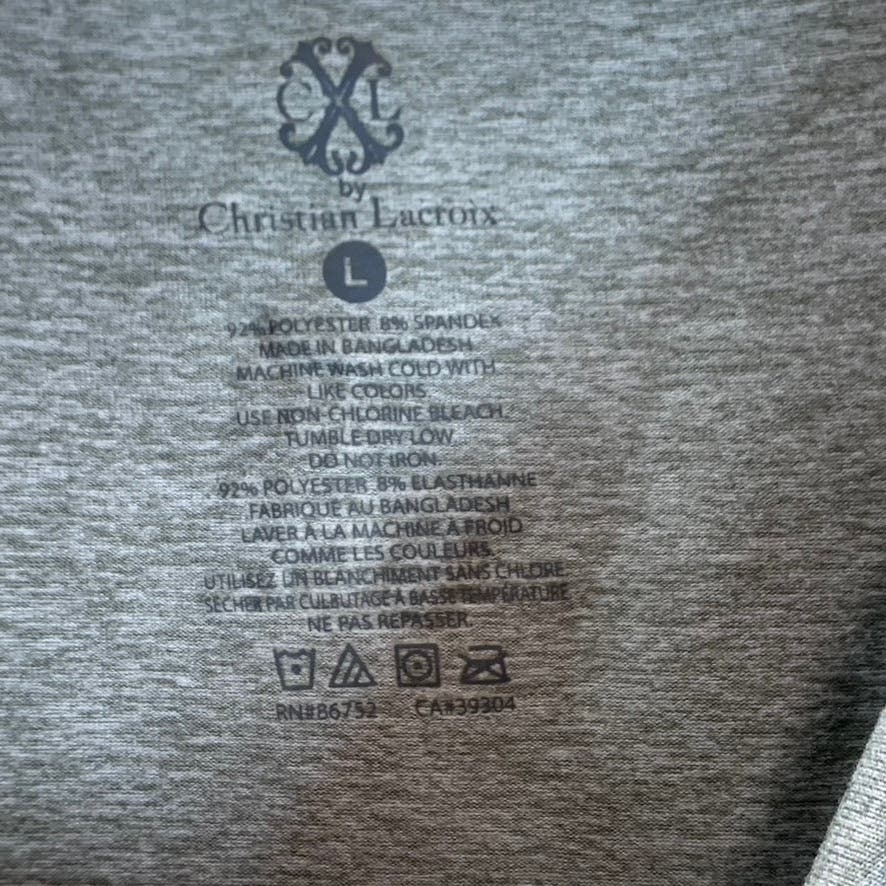 CXL
by
Christian Lacroix
L
92% POLYESTER 8% SPANDEX
MADE IN BANGLADESH
MACHINE WASH COLD WITH
LIKE COLORS.
USE NON-CHLORINE BLEACH.
TUMBLE DRY LOW.
DO NOT IRON.
92% POLYESTER 8% ELASTHANNE
FABRIQUE AU BANGLADESH
LAVER A LA MACHINE A FROID
COMME LES COULEURS.
UTILISEZ UN BLANCHIMENT SANS CHLORE
SECHER PAR CULBUTAGE À BASSE TEMPÉRATURE
NE PAS REPASSER.
RN#86752 CA#39304